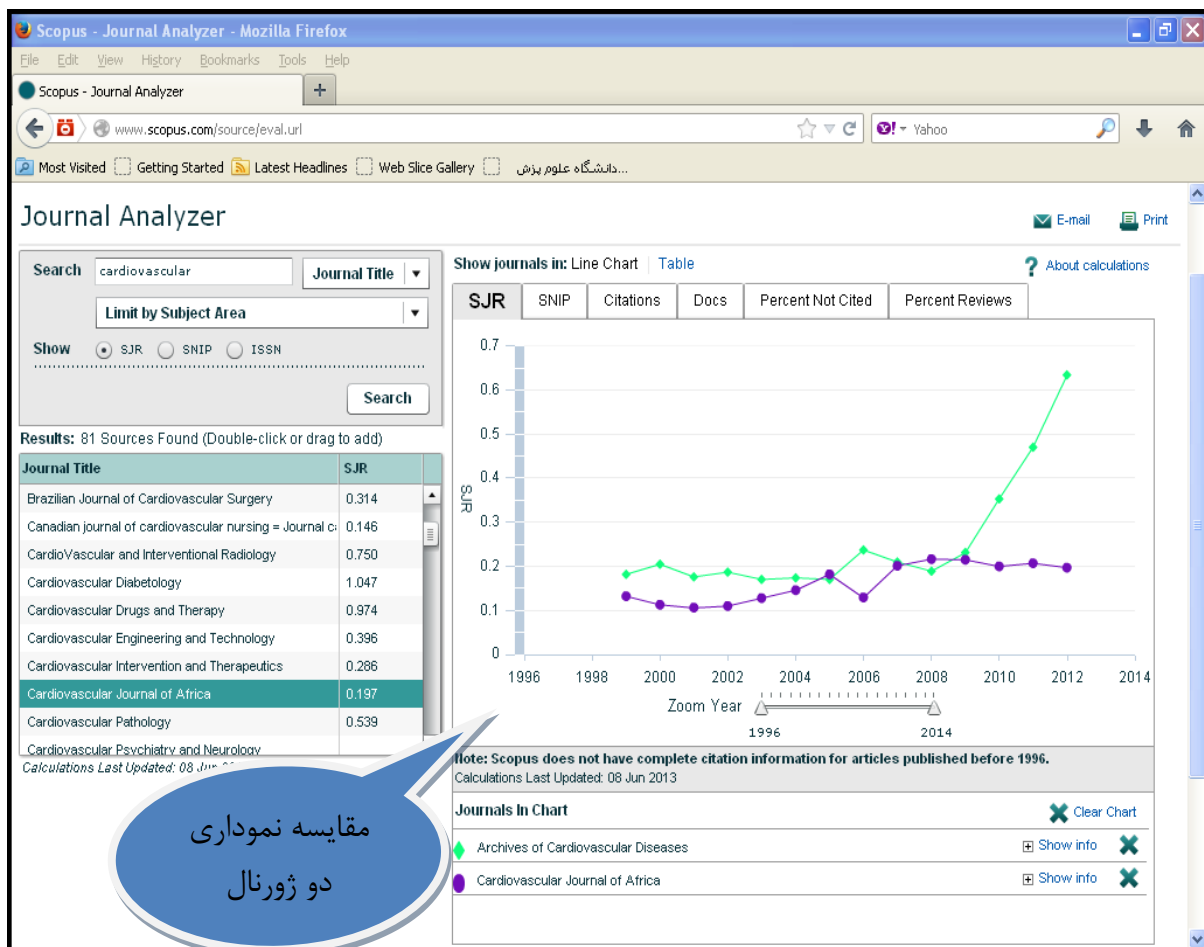 Scopus - Journal Analyzer - Mozilla Firefox
File Edit View History Bookmarks Tools Help
Scopus - Journal Analyzer
www.scopus.com/source/eval.url
Yahoo
Most Visited Getting Started Latest Headlines Web Slice Gallery دانشگاه علوم پزش...
Journal Analyzer
E-mail Print
Search cardiovascular Journal Title
Limit by Subject Area
Show SJR SNIP ISSN
Search
Results: 81 Sources Found (Double-click or drag to add)
Journal Title SJR
Brazilian Journal of Cardiovascular Surgery 0.314
Canadian journal of cardiovascular nursing = Journal ca 0.146
CardioVascular and Interventional Radiology 0.750
Cardiovascular Diabetology 1.047
Cardiovascular Drugs and Therapy 0.974
Cardiovascular Engineering and Technology 0.396
Cardiovascular Intervention and Therapeutics 0.286
Cardiovascular Journal of Africa 0.197
Cardiovascular Pathology 0.539
Cardiovascular Psychiatry and Neurology
Calculations Last Updated: 08 Jun
Show journals in: Line Chart Table
? About calculations
SJR SNIP Citations Docs Percent Not Cited Percent Reviews
0.7
0.6
0.5
0.4
0.3
0.2
0.1
0
SJR
1996 1998 2000 2002 2004 2006 2008 2010 2012 2014
Zoom Year
1996 2014
Note: Scopus does not have complete citation information for articles published before 1996.
Calculations Last Updated: 08 Jun 2013
Journals In Chart Clear Chart
Archives of Cardiovascular Diseases Show info
Cardiovascular Journal of Africa Show info
مقایسه نموداری
دو ژورنال